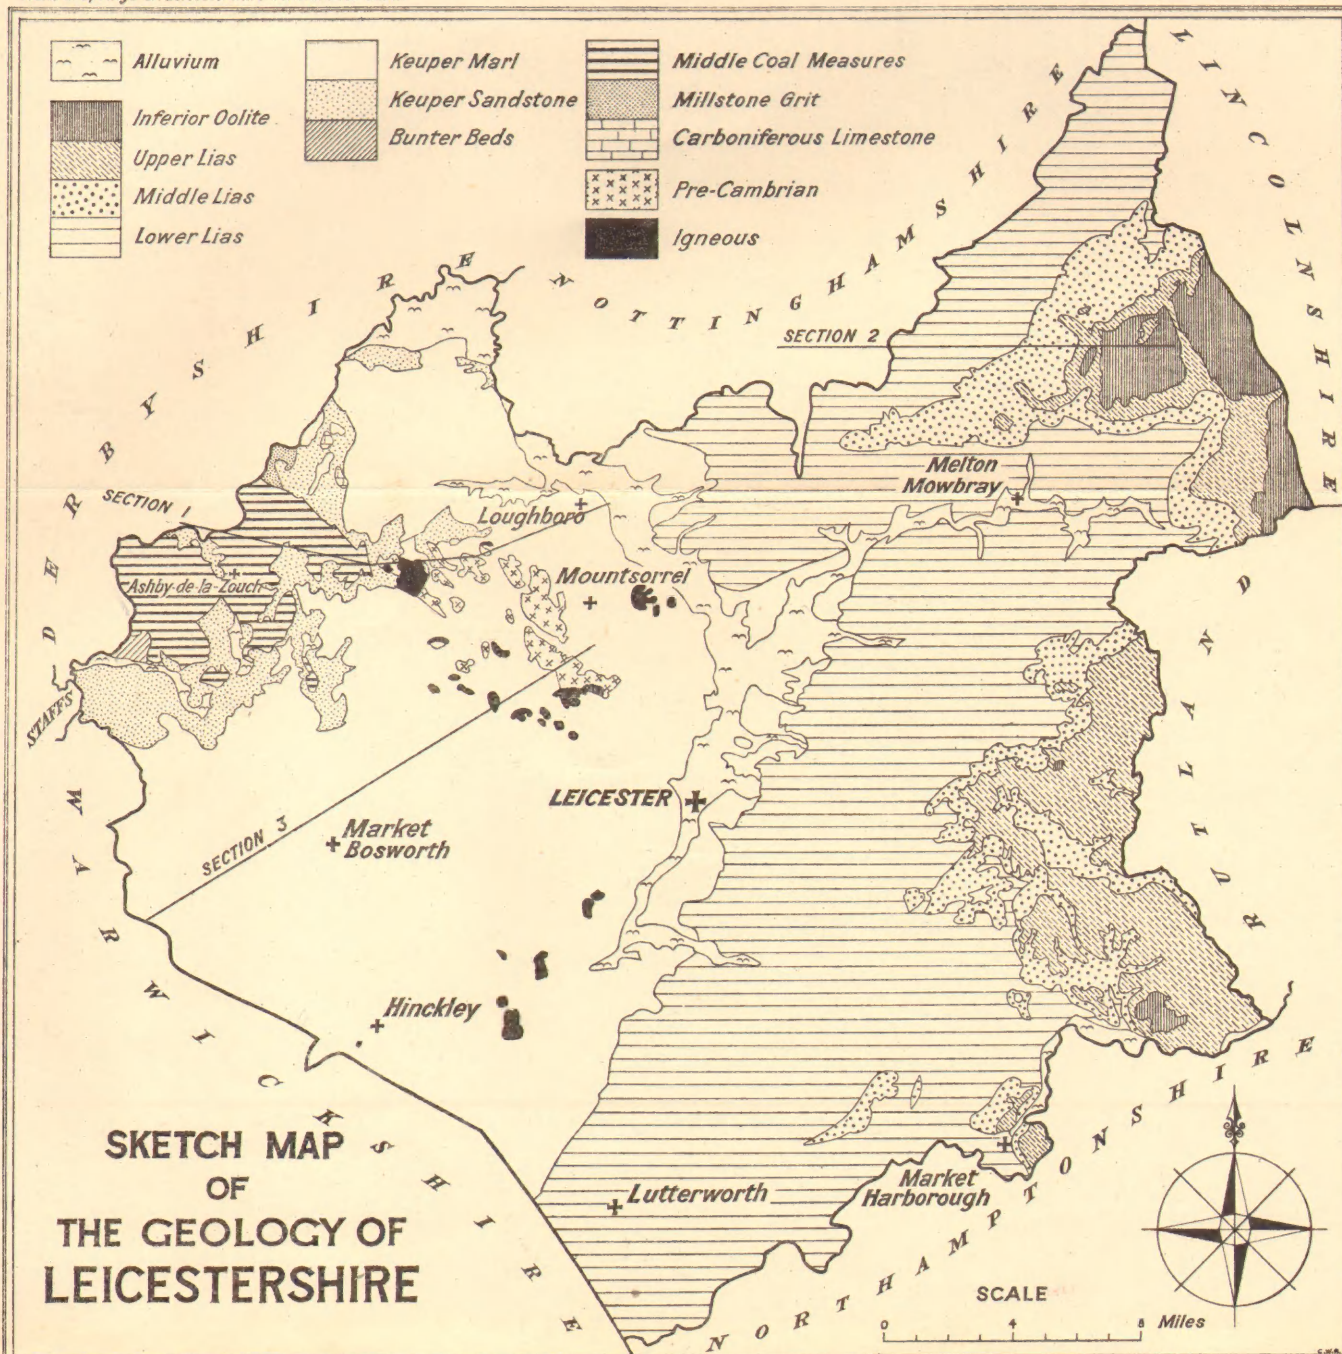 Alluvium
Inferior Oolite
Upper Lias
Middle Lias
Lower Lias
Keuper Marl
Keuper Sandstone
Bunter Beds
Middle Coal Measures
Millstone Grit
Carboniferous Limestone
Pre-Cambrian
Igneous
DERBYSHIRE
NOTTINGHAMSHIRE
LINCOLNSHIRE
RUTLAND
NORTHAMPTONSHIRE
WARWICKSHIRE
STAFFS
SECTION 2
SECTION 1
Melton
Mowbray
Loughboro
Ashby-de-la-Zouch
Mountsorrel
LEICESTER
SECTION 3
Market
Bosworth
Hinckley
Lutterworth
Market
Harborough
SKETCH MAP
OF
THE GEOLOGY OF
LEICESTERSHIRE
SCALE
0 4 8 Miles